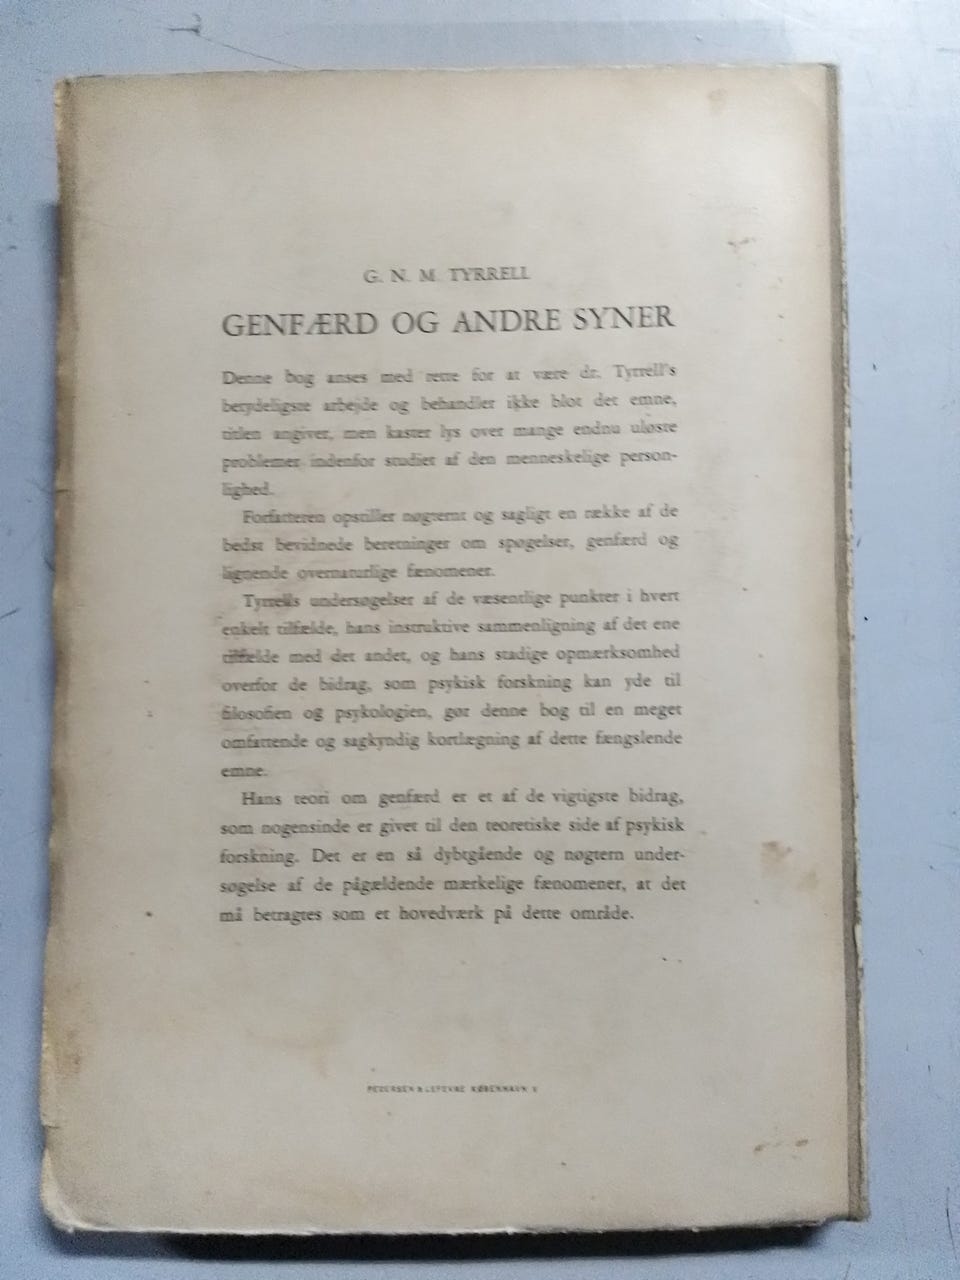 G. N. M. TYRRELL
GENFÆRD OG ANDRE SYNER
Denne bog anses med rette for at være dr. Tyrrell's
betydeligste arbejde og behandler ikke blot det emne,
titlen angiver, men kaster lys over mange endnu uløste
problemer indenfor studiet af den menneskelige person-
lighed.
Forfatteren opstiller nøgternt og sagligt en række af de
bedst bevidnede beretninger om spøgelser, genfærd og
lignende overnaturlige fænomener.
Tyrrells undersøgelser af de væsentlige punkter i hvert
enkelt tilfælde, hans instruktive sammenligning af det ene
tilfælde med det andet, og hans stadige opmærksomhed
overfor de bidrag, som psykisk forskning kan yde til
filosofien og psykologien, gør denne bog til en meget
omfattende og sagkyndig kortlægning af dette fængslende
emne.
Hans teori om genfærd er et af de vigtigste bidrag,
som nogensinde er givet til den teoretiske side af psykisk
forskning. Det er en så dybtgående og nøgtern under-
søgelse af de pågældende mærkelige fænomener, at det
må betragtes som et hovedværk på dette område.
PEDERSEN & LEFEVRE KØBENHAVN